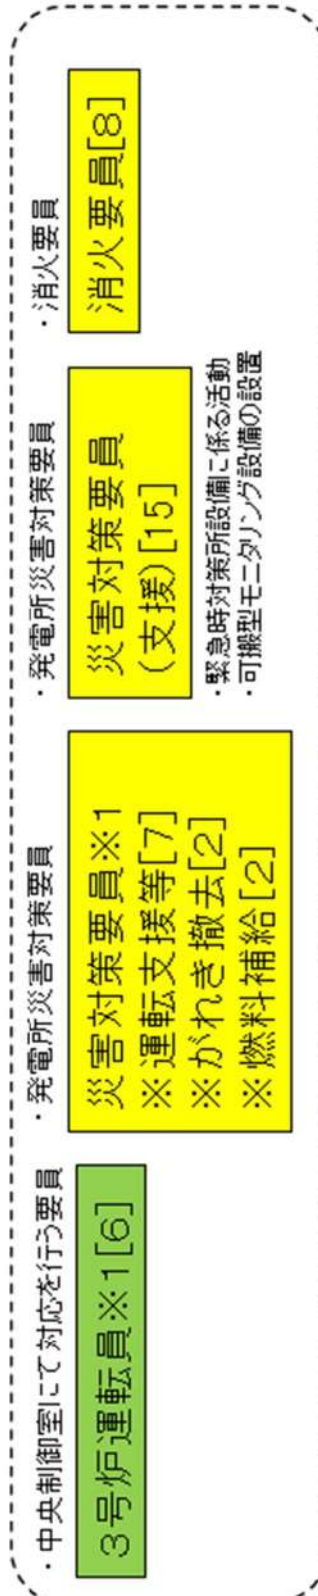 ・中央制御室にて対応を行う要員
3号炉運転員※1[6]
・発電所災害対策要員
災害対策要員※1
※運転支援等[7]
※がれき撤去[2]
※燃料補給[2]
・発電所災害対策要員
災害対策要員
(支援)[15]
・緊急時対策所設備に係る活動
・可搬型モニタリング設備の設置
・消火要員
消火要員[8]